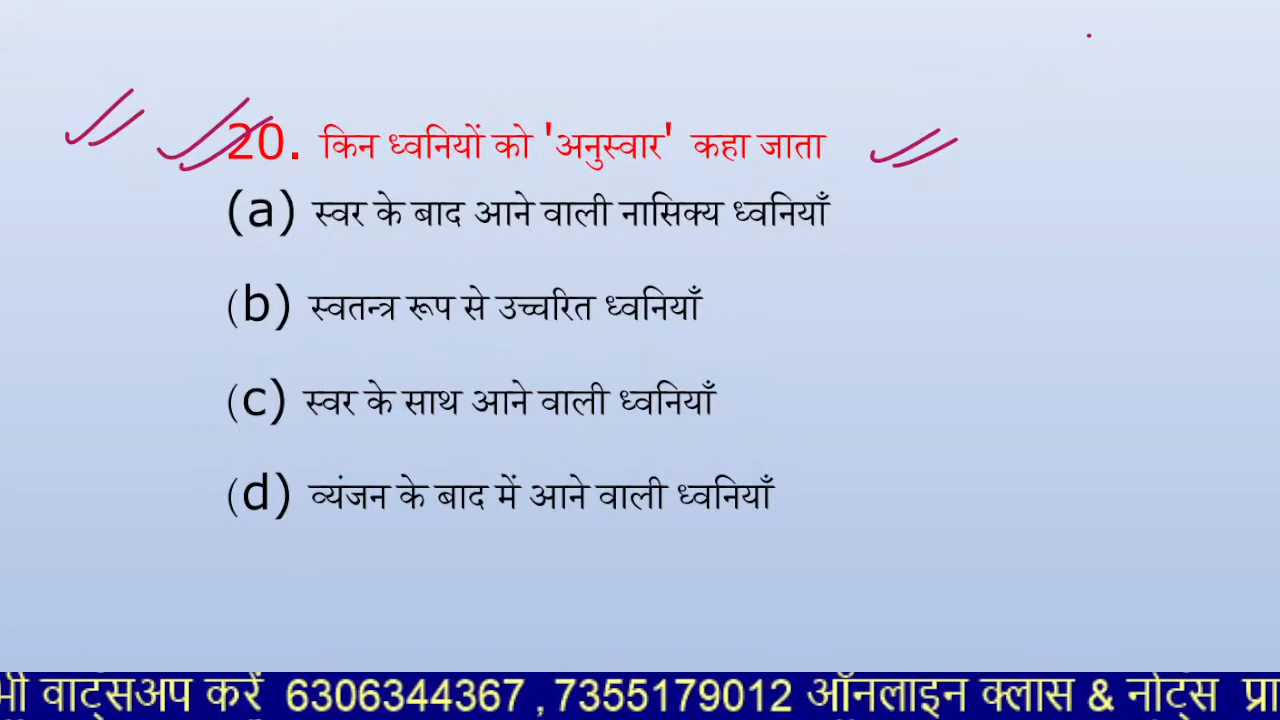 20. किन ध्वनियों को 'अनुस्वार' कहा जाता
(a) स्वर के बाद आने वाली नासिक्य ध्वनियाँ
(b) स्वतन्त्र रूप से उच्चरित ध्वनियाँ
(c) स्वर के साथ आने वाली ध्वनियाँ
(d) व्यंजन के बाद में आने वाली ध्वनियाँ
भी वाट्सअप करें 6306344367 , 7355179012 ऑनलाइन क्लास & नोट्स प्रा